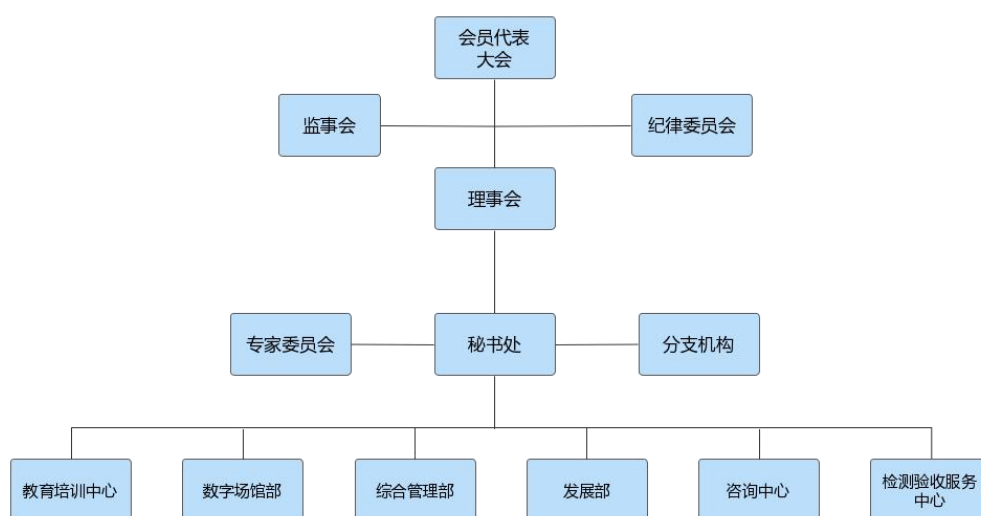 会员代表
大会
监事会
纪律委员会
理事会
专家委员会
秘书处
分支机构
教育培训中心
数字场馆部
综合管理部
发展部
咨询中心
检测验收服务
中心